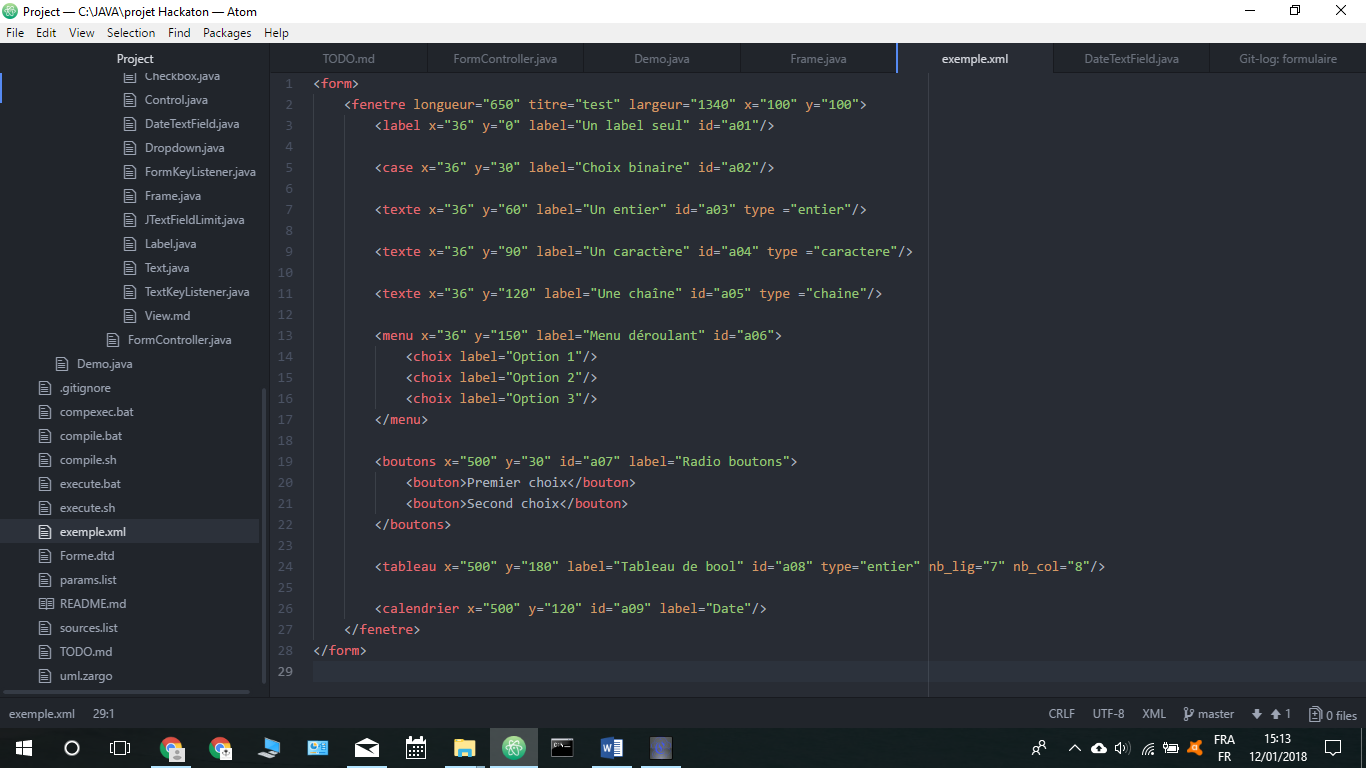 Project — C:\JAVA\projet Hackaton — Atom
File Edit View Selection Find Packages Help
Project
Checkbox.java
Control.java
DateTextField.java
Dropdown.java
FormKeyListener.java
Frame.java
JTextFieldLimit.java
Label.java
Text.java
TextKeyListener.java
View.md
FormController.java
Demo.java
.gitignore
compexec.bat
compile.bat
compile.sh
execute.bat
execute.sh
exemple.xml
Forme.dtd
params.list
README.md
sources.list
TODO.md
uml.zargo
TODO.md FormController.java Demo.java Frame.java exemple.xml DateTextField.java Git-log: formulaire
1 <form>
2 <fenetre longueur="650" titre="test" largeur="1340" x="100" y="100">
3 <label x="36" y="0" label="Un label seul" id="a01"/>
4
5 <case x="36" y="30" label="Choix binaire" id="a02"/>
6
7 <texte x="36" y="60" label="Un entier" id="a03" type ="entier"/>
8
9 <texte x="36" y="90" label="Un caractère" id="a04" type ="caractere"/>
10
11 <texte x="36" y="120" label="Une chaîne" id="a05" type ="chaine"/>
12
13 <menu x="36" y="150" label="Menu déroulant" id="a06">
14 <choix label="Option 1"/>
15 <choix label="Option 2"/>
16 <choix label="Option 3"/>
17 </menu>
18
19 <boutons x="500" y="30" id="a07" label="Radio boutons">
20 <bouton>Premier choix</bouton>
21 <bouton>Second choix</bouton>
22 </boutons>
23
24 <tableau x="500" y="180" label="Tableau de bool" id="a08" type="entier" nb_lig="7" nb_col="8"/>
25
26 <calendrier x="500" y="120" id="a09" label="Date"/>
27 </fenetre>
28 </form>
29
exemple.xml 29:1 CRLF UTF-8 XML master 1 0 files
FRA 15:13
FR 12/01/2018